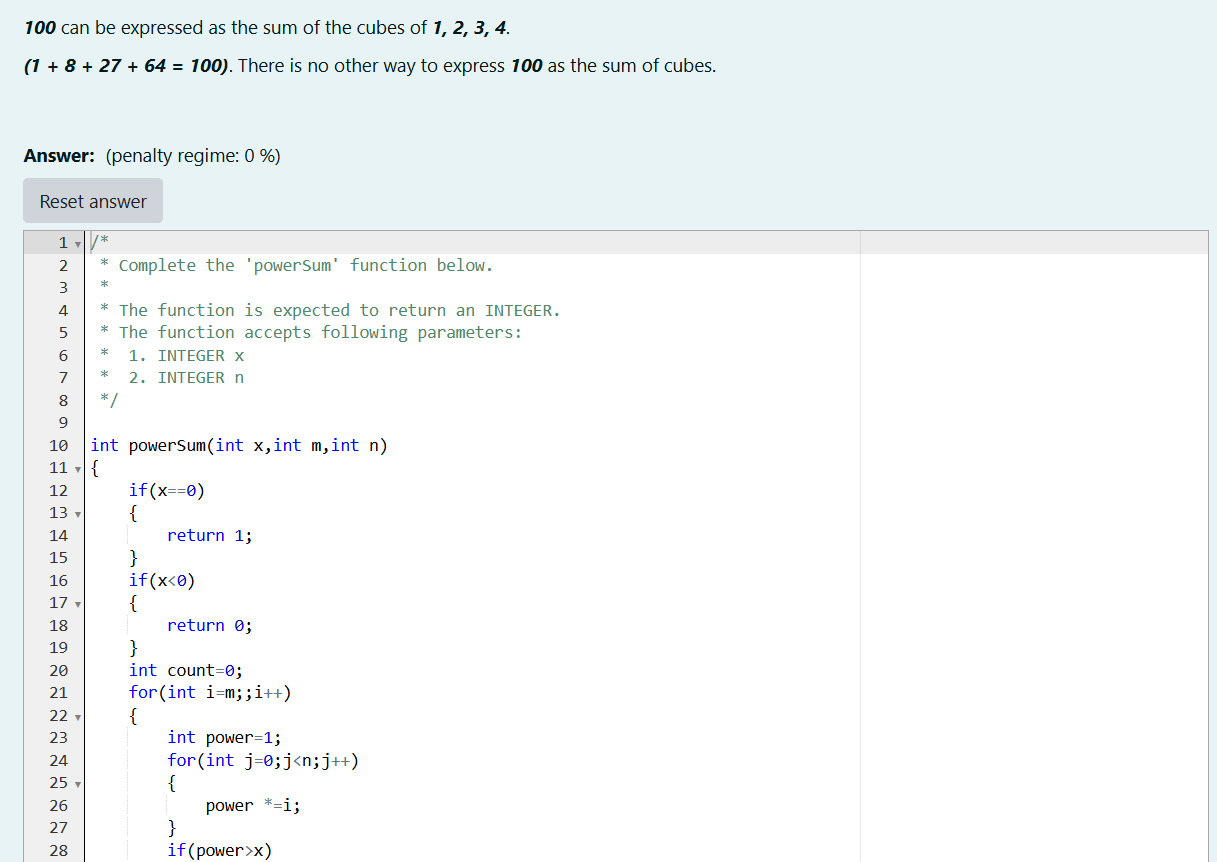 100 can be expressed as the sum of the cubes of 1, 2, 3, 4.
(1 + 8 + 27 + 64 = 100). There is no other way to express 100 as the sum of cubes.
Answer: (penalty regime: 0 %)
Reset answer
1 /*
2 * Complete the 'powerSum' function below.
3 *
4 * The function is expected to return an INTEGER.
5 * The function accepts following parameters:
6 *  1. INTEGER x
7 *  2. INTEGER n
8 */
9
10 int powerSum(int x,int m,int n)
11 {
12     if(x==0)
13     {
14         return 1;
15     }
16     if(x<0)
17     {
18         return 0;
19     }
20     int count=0;
21     for(int i=m;;i++)
22     {
23         int power=1;
24         for(int j=0;j<n;j++)
25         {
26             power *=i;
27         }
28         if(power>x)